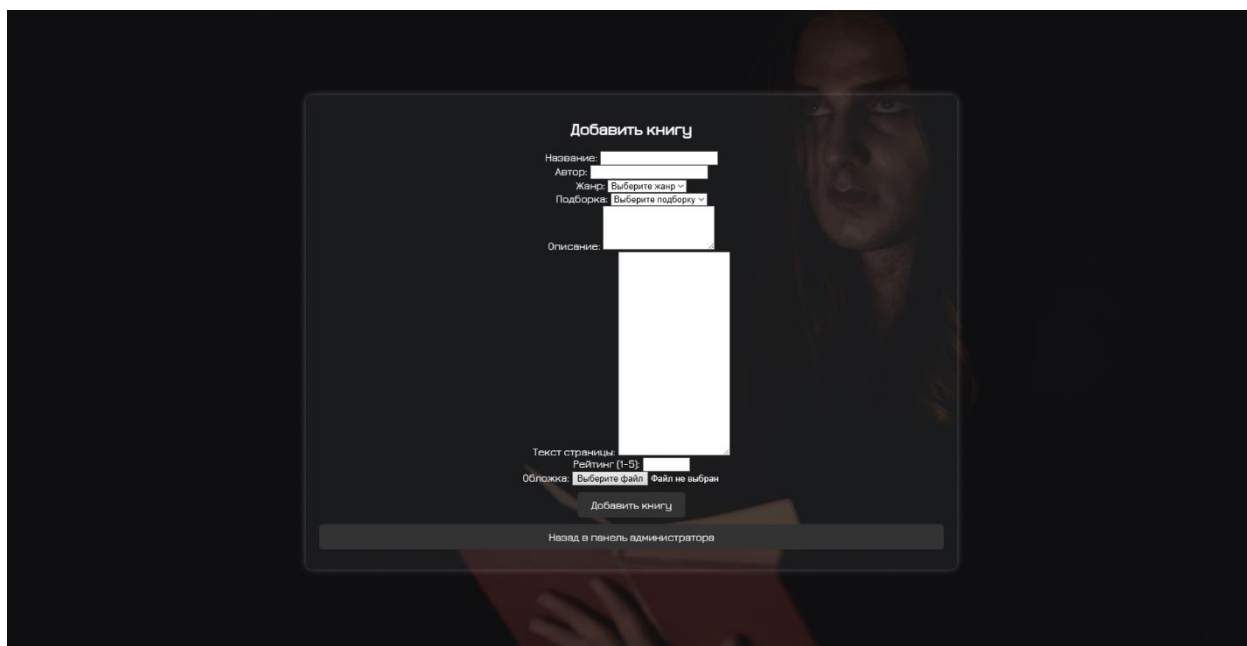 Добавить книгу
Название:
Автор:
Жанр: Выберите жанр
Подборка: Выберите подборку
Описание:
Текст страницы:
Рейтинг (1-5):
Обложка: Выберите файл Файл не выбран
Добавить книгу
Назад в панель администратора